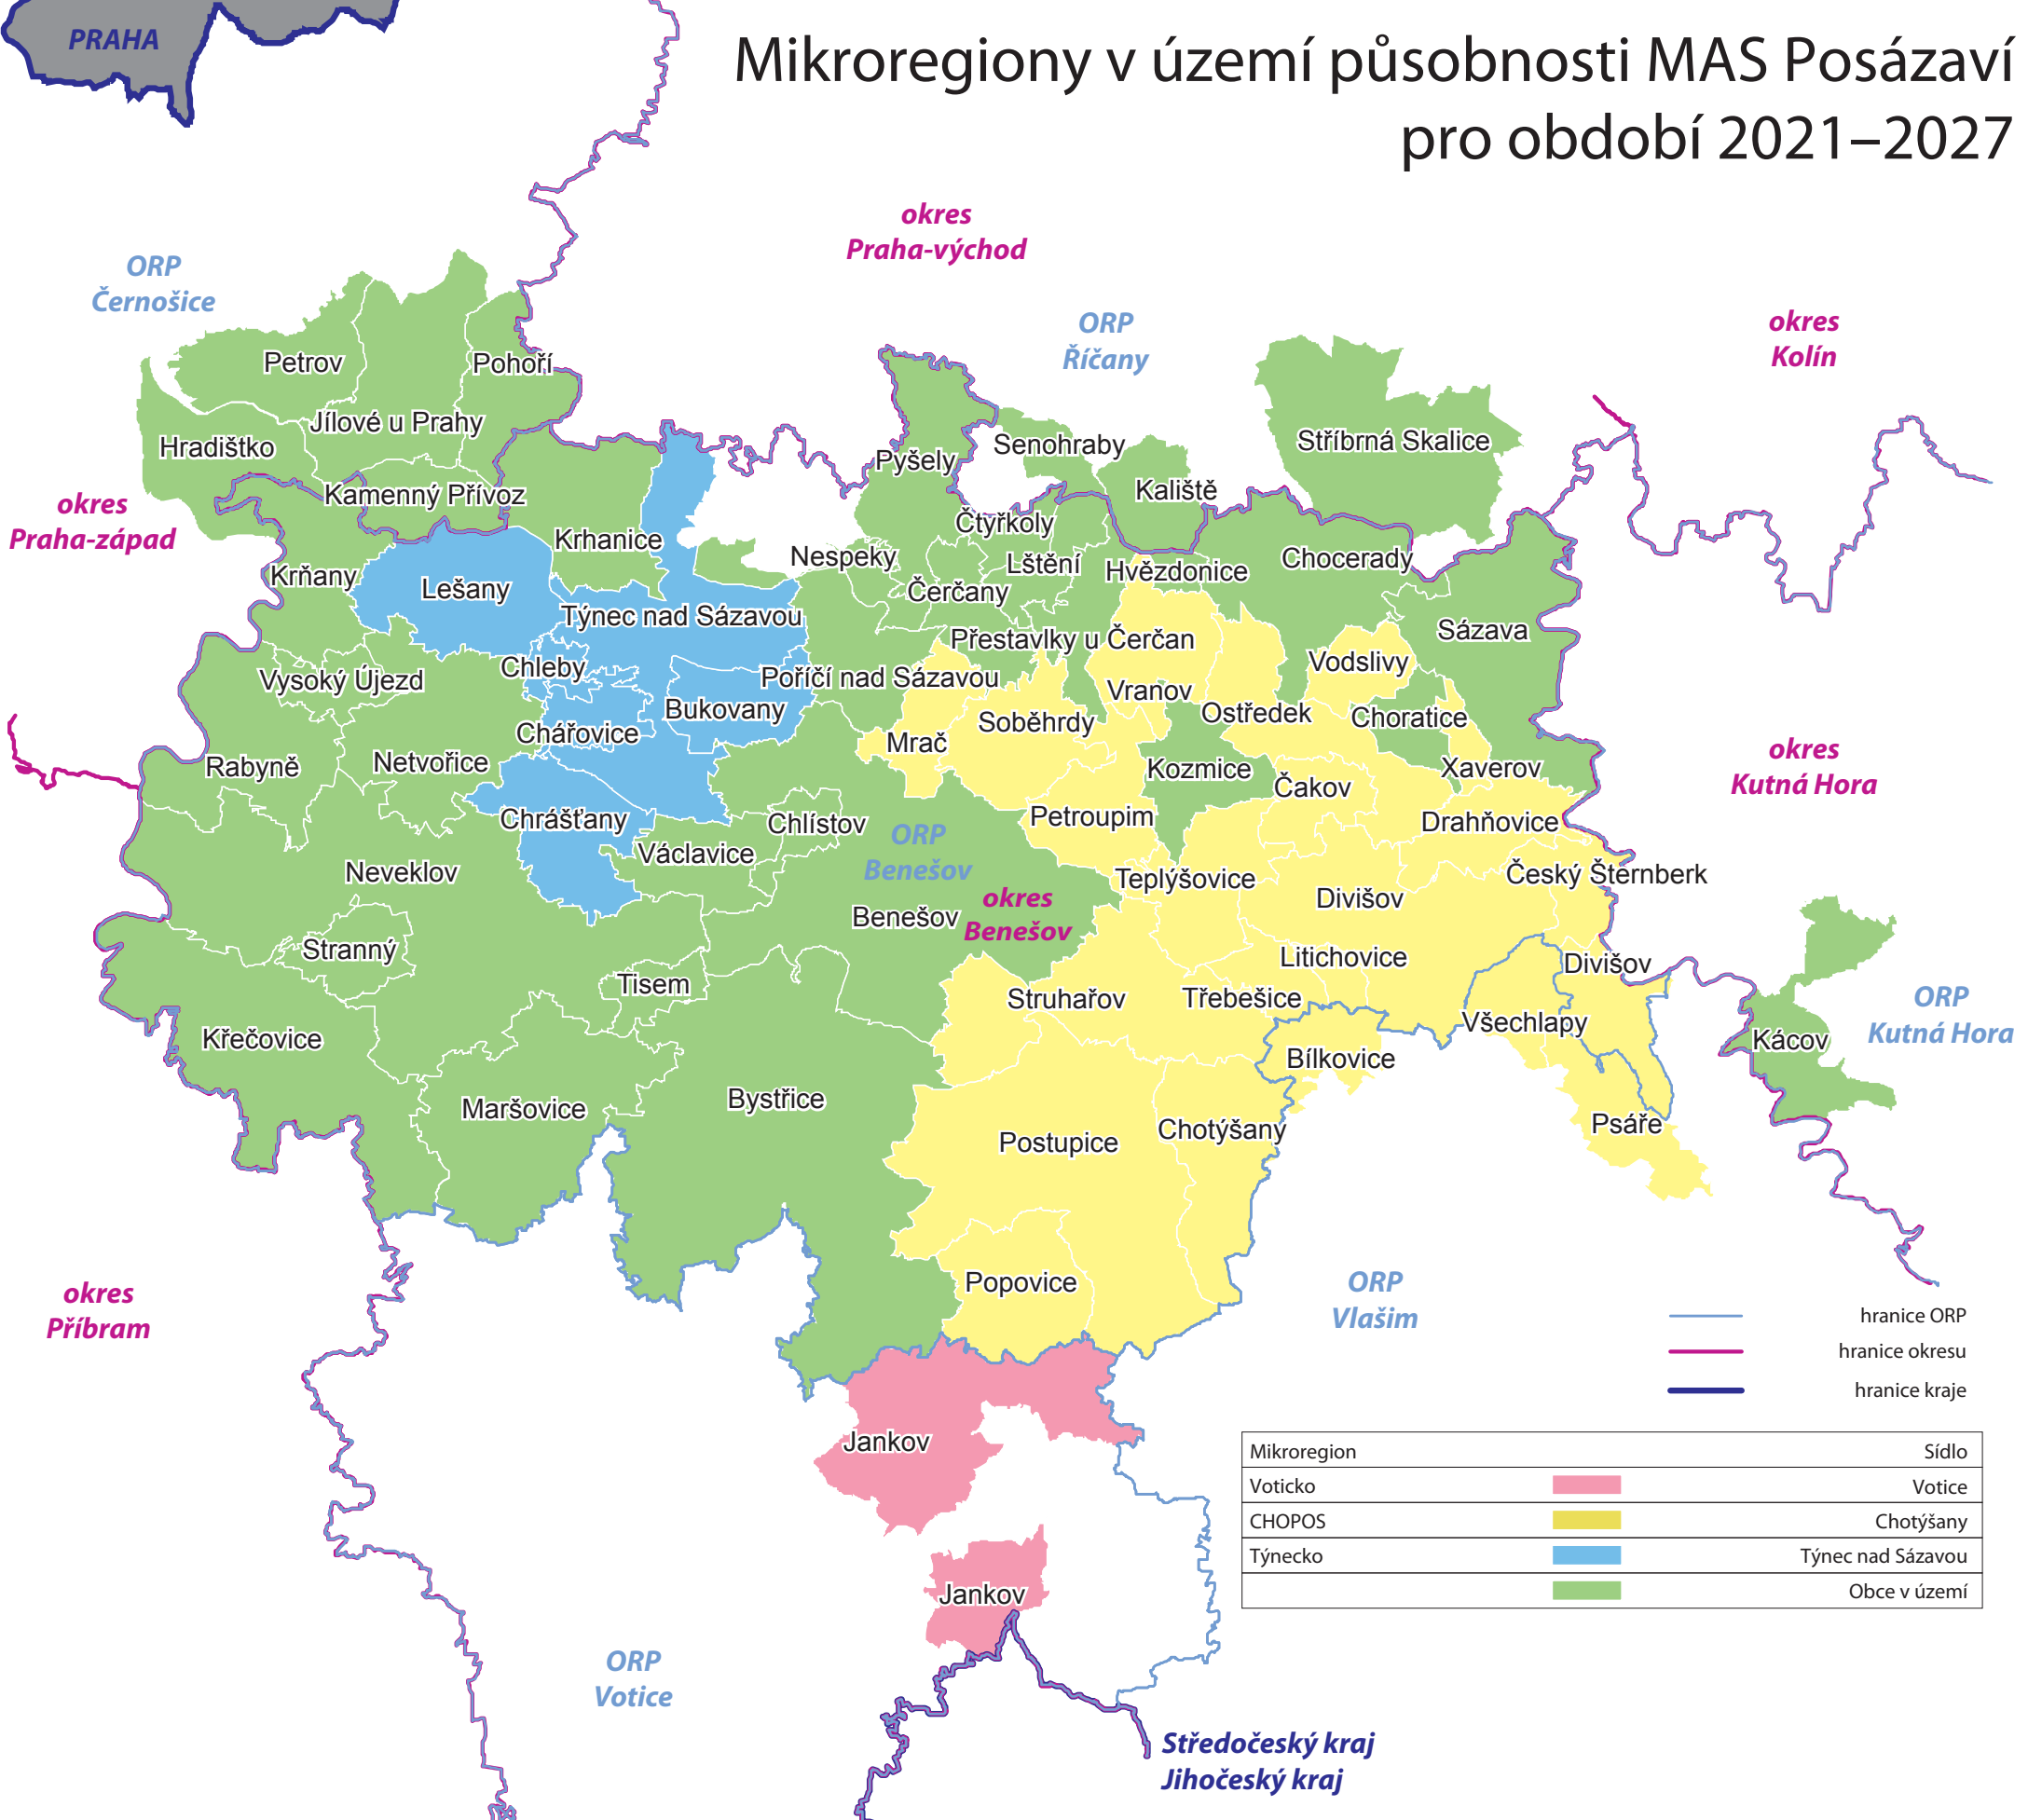 PRAHA
Mikroregiony v území působnosti MAS Posázaví
pro období 2021–2027
okres
Praha-východ
ORP
Černošice
ORP
Říčany
okres
Kolín
Petrov
Pohoří
Jílové u Prahy
Hradištko
Kamenný Přívoz
okres
Praha-západ
Pyšely
Senohraby
Stříbrná Skalice
Kaliště
Krhanice
Čtyřkoly
Nespeky
Lštění
Hvězdonice
Chocerady
Krňany
Lešany
Čerčany
Týnec nad Sázavou
Přestavlky u Čerčan
Sázava
Chleby
Vysoký Újezd
Poříčí nad Sázavou
Vodslivy
Vranov
Bukovany
Soběhrdy
Ostředek
Choratice
Chářovice
Mrač
Rabyně
Netvořice
Kozmice
Xaverov
Čakov
okres
Kutná Hora
Chrášťany
Chlístov
Petroupim
Drahňovice
Václavice
ORP
Benešov
Neveklov
Teplýšovice
Český Šternberk
Divišov
Benešov
okres
Benešov
Stranný
Litichovice
Divišov
Tisem
Struhařov
Třebešice
Všechlapy
Křečovice
Kácov
ORP
Kutná Hora
Bílkovice
Maršovice
Bystřice
Postupice
Chotýšany
Psáře
Popovice
okres
Příbram
ORP
Vlašim
hranice ORP
hranice okresu
hranice kraje
Jankov
Mikroregion Sídlo
Voticko Votice
CHOPOS Chotýšany
Týnecko Týnec nad Sázavou
Obce v území
Jankov
ORP
Votice
Středočeský kraj
Jihočeský kraj